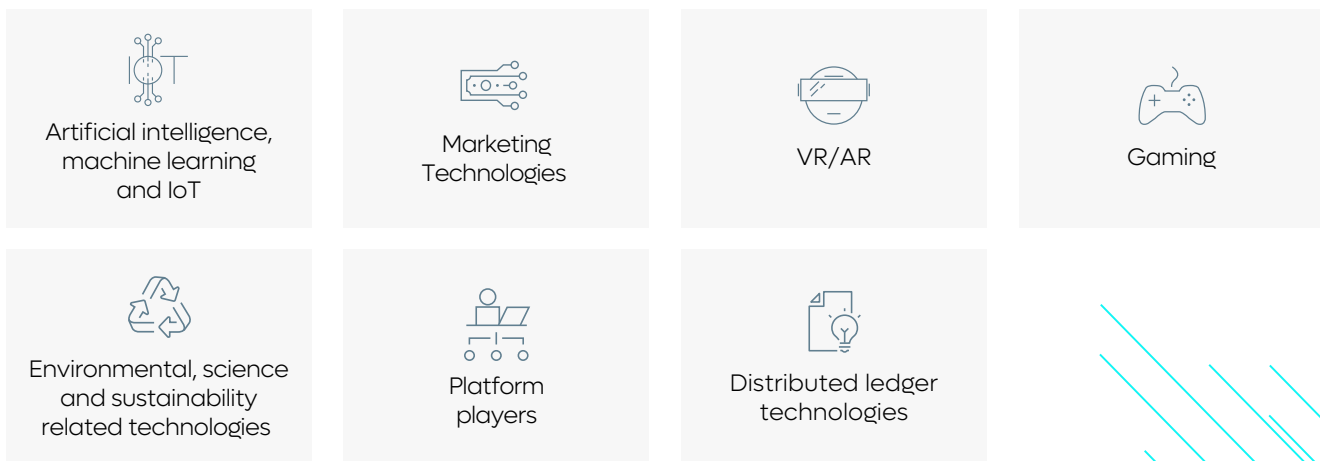 IOT
Artificial intelligence,
machine learning
and IoT
Marketing
Technologies
VR/AR
Gaming
Environmental, science
and sustainability
related technologies
Platform
players
Distributed ledger
technologies